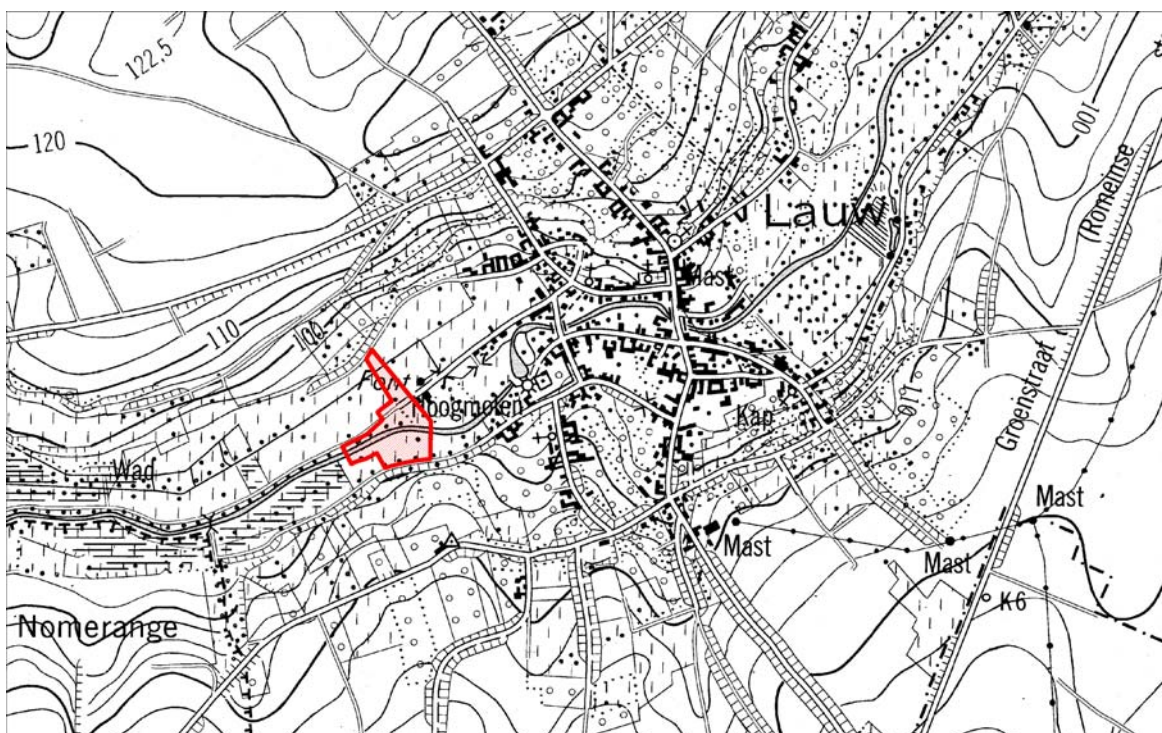 122.5
120
100
Lauw
(Romeinse
Mast
110
100
Font
Hoogmolen
Kap
110
Groenstraat
Wad
Mast
Mast
Mast
K6
Nomerange